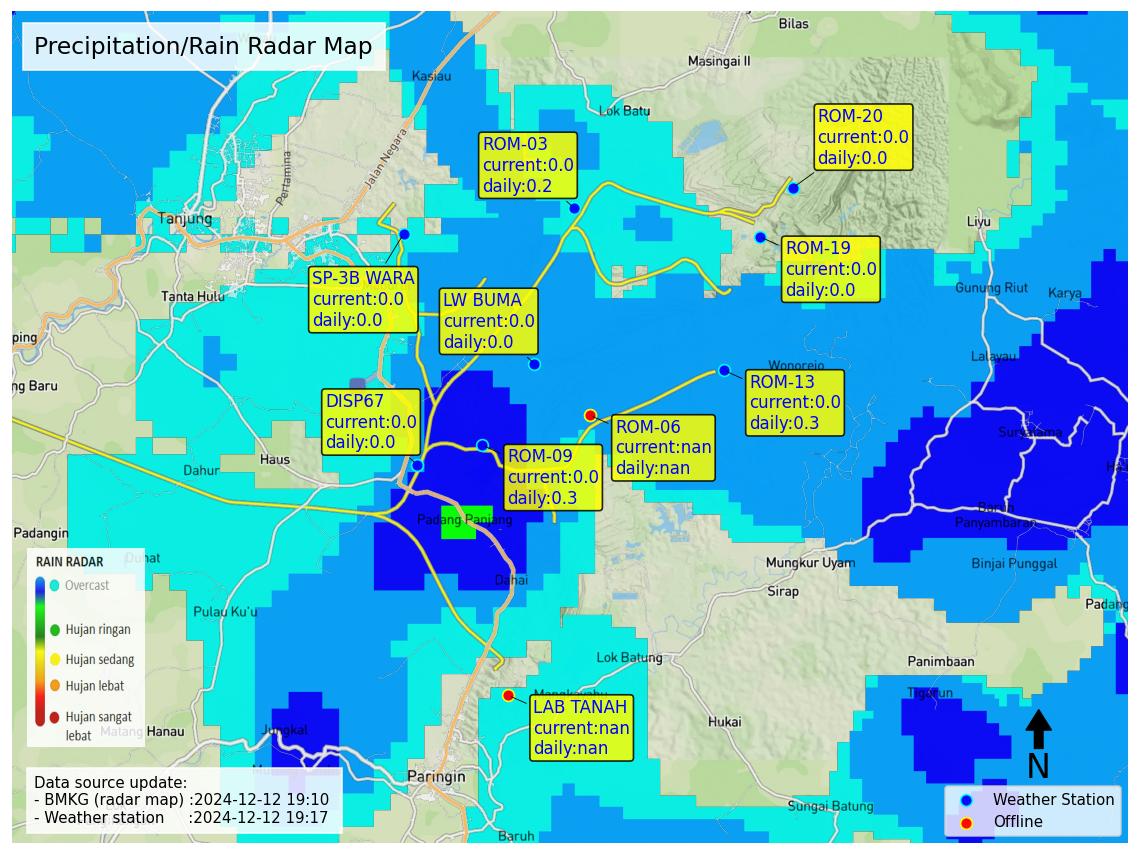 Precipitation/Rain Radar Map
Bilas
Masingai II
Kasiau
Lok Batu
Jalan Negara
Pertamina
Tanjung
Liyu
Tanta Hulu
Gunung Riut
Karya
Lalayau
Wonorejo
ROM-20
current:0.0
daily:0.0
ROM-03
current:0.0
daily:0.2
ROM-19
current:0.0
daily:0.0
SP-3B WARA
current:0.0
daily:0.0
LW BUMA
current:0.0
daily:0.0
ROM-13
current:0.0
daily:0.3
DISP67
current:0.0
daily:0.0
ROM-06
current:nan
daily:nan
ROM-09
current:0.0
daily:0.3
ping
ng Baru
Haus
Dahur
Padangin
Padang Panjang
Dahai
Suryatama
Panyambaran
Binjai Punggal
Mungkur Uyam
Sirap
Padang
Pulau Ku'u
Lok Batung
Panimbaan
Tigarun
Hukai
Jungkal
Matang Hanau
Paringin
Sungai Batung
Baruh
LAB TANAH
current:nan
daily:nan
RAIN RADAR
Overcast
Hujan ringan
Hujan sedang
Hujan lebat
Hujan sangat
lebat
Data source update:
- BMKG (radar map) :2024-12-12 19:10
- Weather station :2024-12-12 19:17
N
Weather Station
Offline